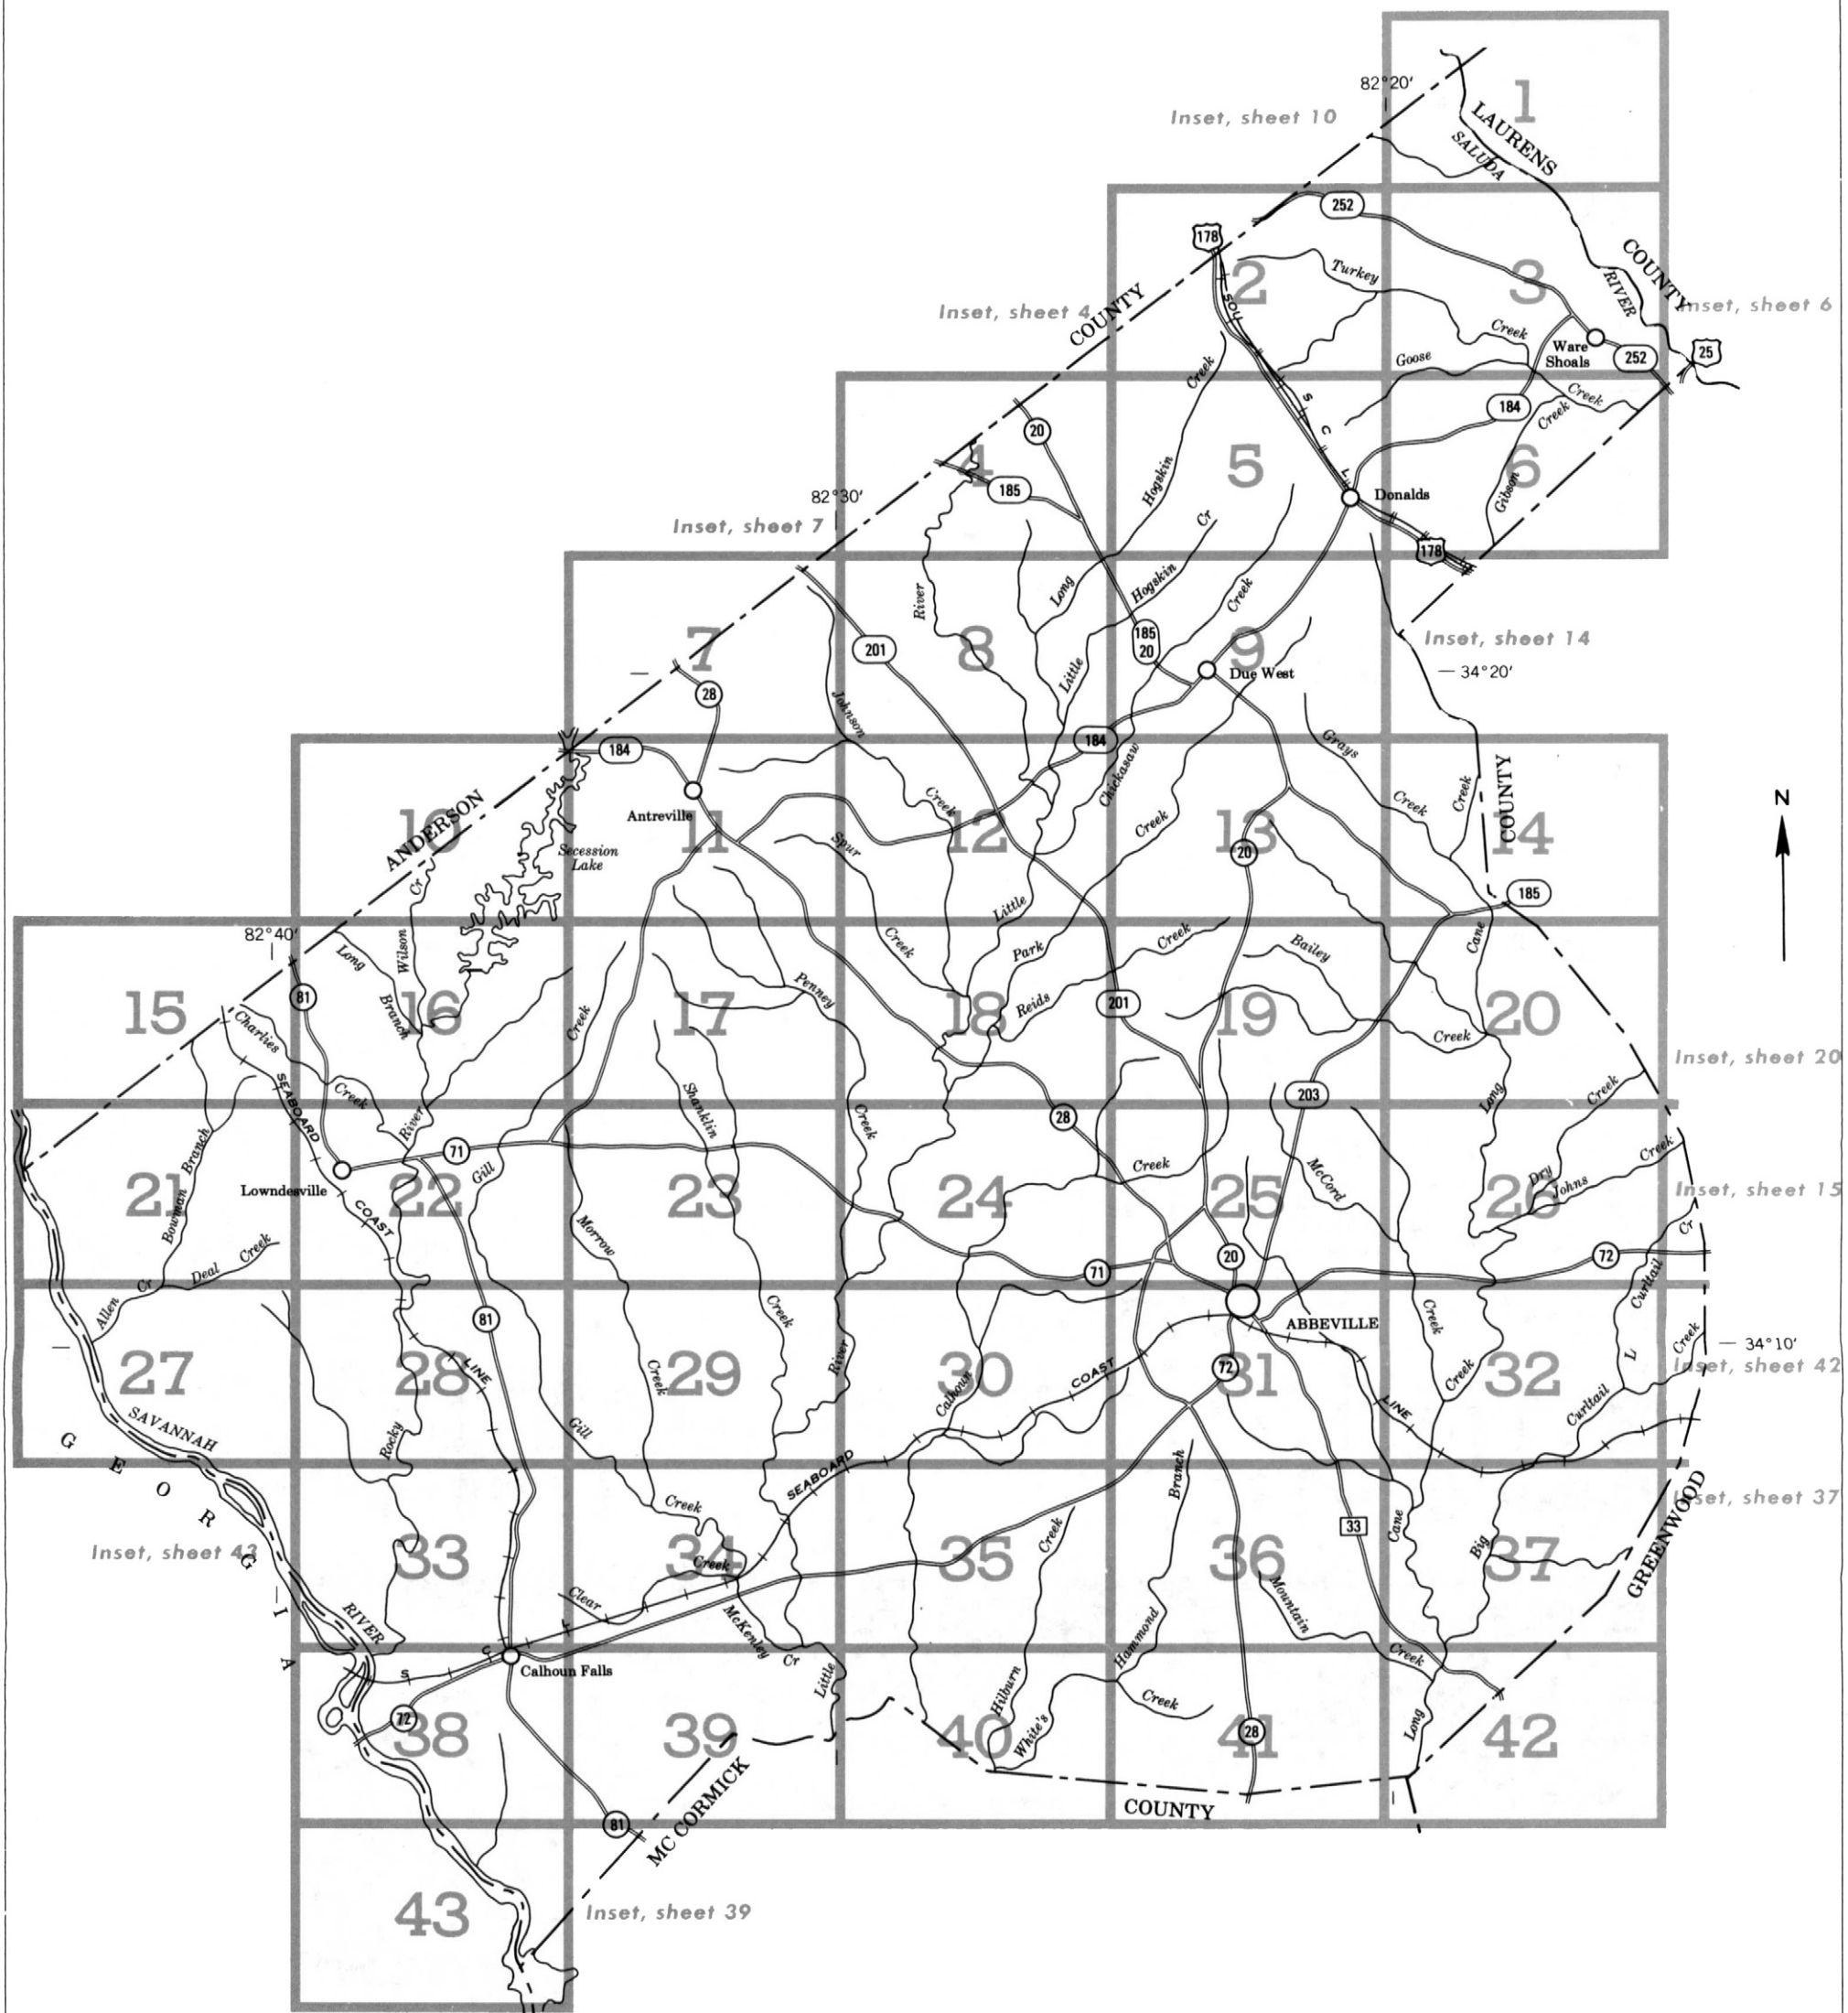 1
82°20'
Inset, sheet 10
LAURENS
SALUDA
252
178
COUNTY
2
Turkey
3
RIVER
Inset, sheet 4
COUNTY
Inset, sheet 6
SOU
Creek
Ware
Shoals
252
25
Goose
Creek
Creek
184
Creek
S
C
L
20
4
5
6
185
Hogskin
Gibson
Donalds
82°30'
Inset, sheet 7
Cr
178
River
Long
Hogskin
Creek
185
20
Inset, sheet 14
7
201
8
9
Due West
34°20'
28
Little
Johnson
184
184
Grays
COUNTY
N
Chickasaw
Creek
Creek
Creek
Antreville
10
ANDERSON
11
12
Creek
13
14
Spur
20
Secession
Lake
Cr
185
Little
82°40'
Long
Wilson
Creek
Park
Creek
Bailey
Cane
81
Branch
Penney
Reids
201
15
16
17
18
19
20
Charlies
Creek
Creek
Inset, sheet 20
SEABOARD
Creek
River
Shanklin
Creek
28
203
Long
Creek
71
Branch
Creek
McCord
Creek
Lowndesville
21
22
23
24
25
26
Gill
Dry
Johns
Inset, sheet 15
Bowman
COAST
Morrow
Cr
Deal
Creek
20
72
71
Allen
Cr
Curltail
81
Creek
ABBEVILLE
Creek
34°10'
L
Creek
27
28
29
30
31
32
Inset, sheet 42
LINE
Creek
River
Calhoun
COAST
72
Creek
LINE
Curltail
SAVANNAH
Gill
Rocky
GEORGIA
SEABOARD
Branch
Creek
Creek
33
Cane
Inset, sheet 37
GREENWOOD
Inset, sheet 43
33
34
35
36
37
Creek
Big
Clear
McKenley
Mountain
RIVER
Hammond
Cr
Creek
S
C
L
Calhoun Falls
Little
Hilburn
Creek
72
38
39
40
White's
41
28
Long
42
MC CORMICK
COUNTY
81
43
Inset, sheet 39